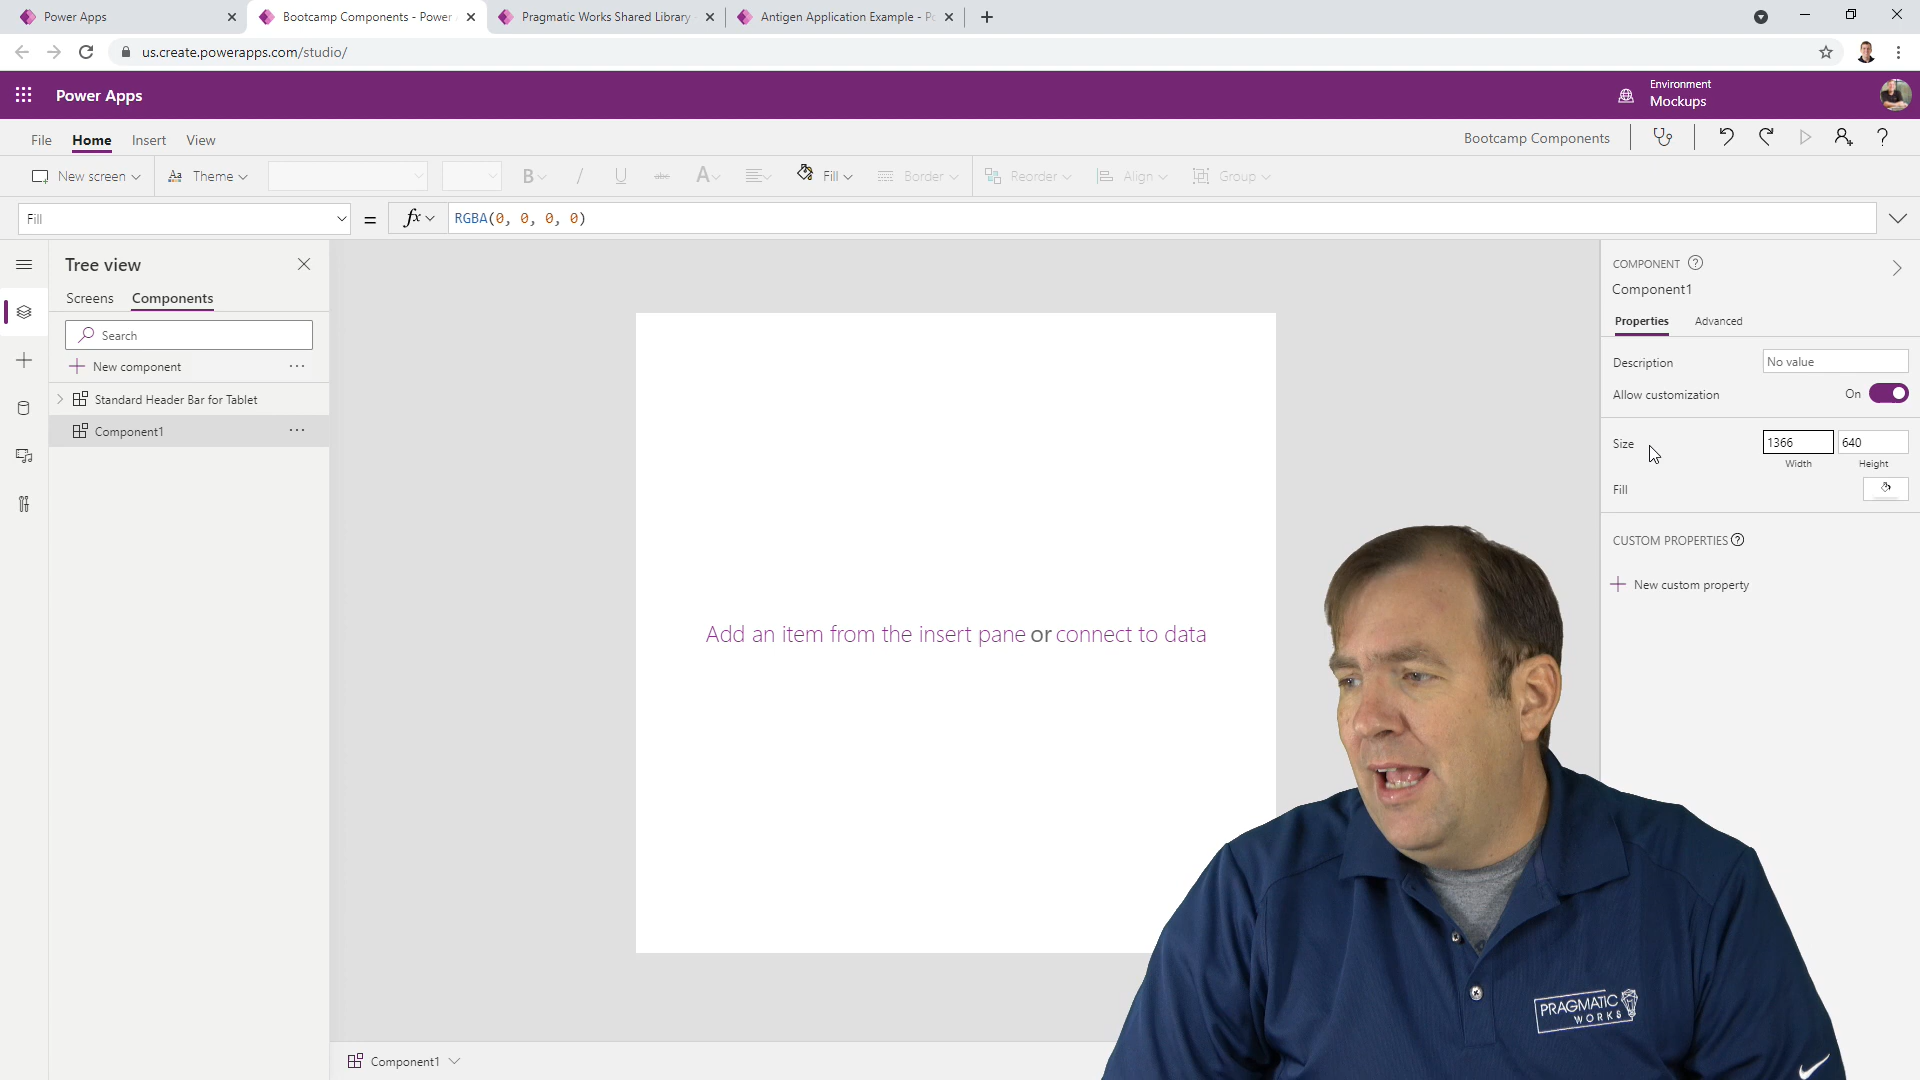 Power Apps
Bootcamp Components - Power
Pragmatic Works Shared Library
Antigen Application Example - Po
us.create.powerapps.com/studio/
Power Apps
Environment
Mockups
File
Home
Insert
View
Bootcamp Components
New screen
Aa
Theme
B
/
U
abc
A
Fill
Border
Reorder
Align
Group
Fill
=
fx
RGBA(0, 0, 0, 0)
Tree view
Screens
Components
Search
New component
Standard Header Bar for Tablet
Component1
Add an item from the insert pane or connect to data
COMPONENT
Component1
Properties
Advanced
Description
No value
Allow customization
On
Size
1366
640
Width
Height
Fill
CUSTOM PROPERTIES
New custom property
PRAGMATIC
WORKS
Component1